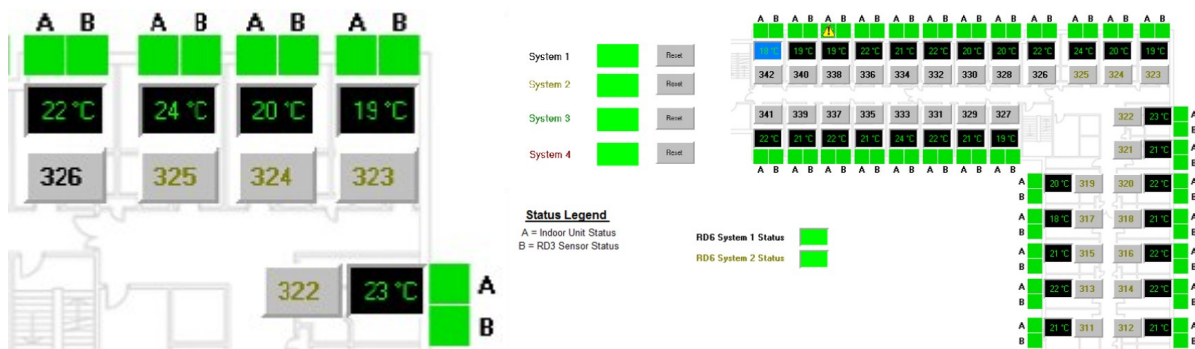 A B A B A B A B
22 °C 24 °C 20 °C 19 °C
326 325 324 323
322 23 °C A
B
System 1 Reset
System 2 Reset
System 3 Reset
System 4 Reset
Status Legend
A = Indoor Unit Status
B = RD3 Sensor Status
RD6 System 1 Status
RD6 System 2 Status
A B A B A B A B A B A B A B A B A B A B A B A B
18 °C 19 °C 19 °C 22 °C 21 °C 22 °C 20 °C 20 °C 22 °C 24 °C 20 °C 19 °C
342 340 338 336 334 332 330 328 326 325 324 323
341 339 337 335 333 331 329 327
22 °C 21 °C 22 °C 21 °C 24 °C 22 °C 21 °C 19 °C
A B A B A B A B A B A B A B A B
322 23 °C A
B
321 21 °C A
B
A 20 °C 319 320 22 °C A
B B
A 18 °C 317 318 21 °C A
B B
A 21 °C 315 316 22 °C A
B B
A 22 °C 313 314 22 °C A
B B
A 21 °C 311 312 21 °C A
B B